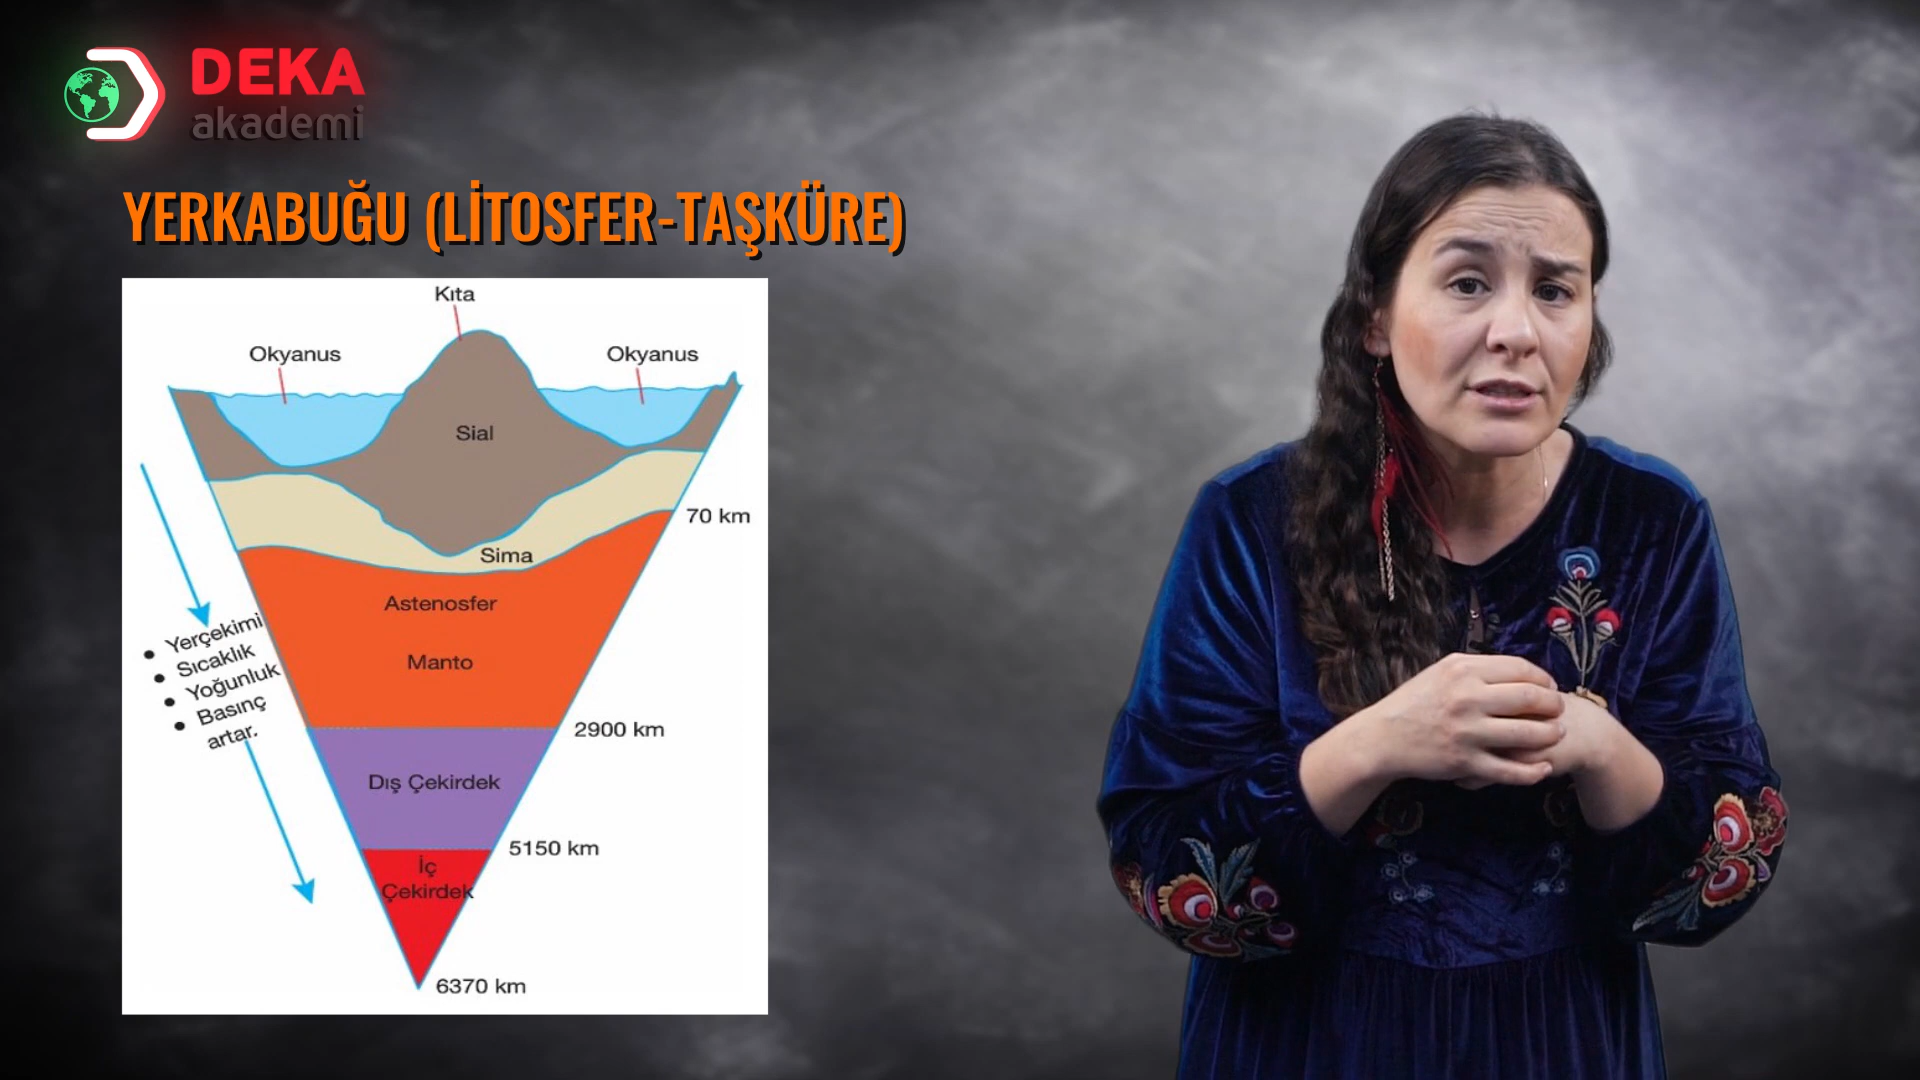 DEKA
akademi
YERKABUĞU (LİTOSFER-TAŞKÜRE)
Kıta
Okyanus
Okyanus
Sial
70 km
Sima
Astenosfer
Manto
• Yerçekimi
• Sıcaklık
• Yoğunluk
• Basınç
artar.
2900 km
Dış Çekirdek
5150 km
İç
Çekirdek
6370 km